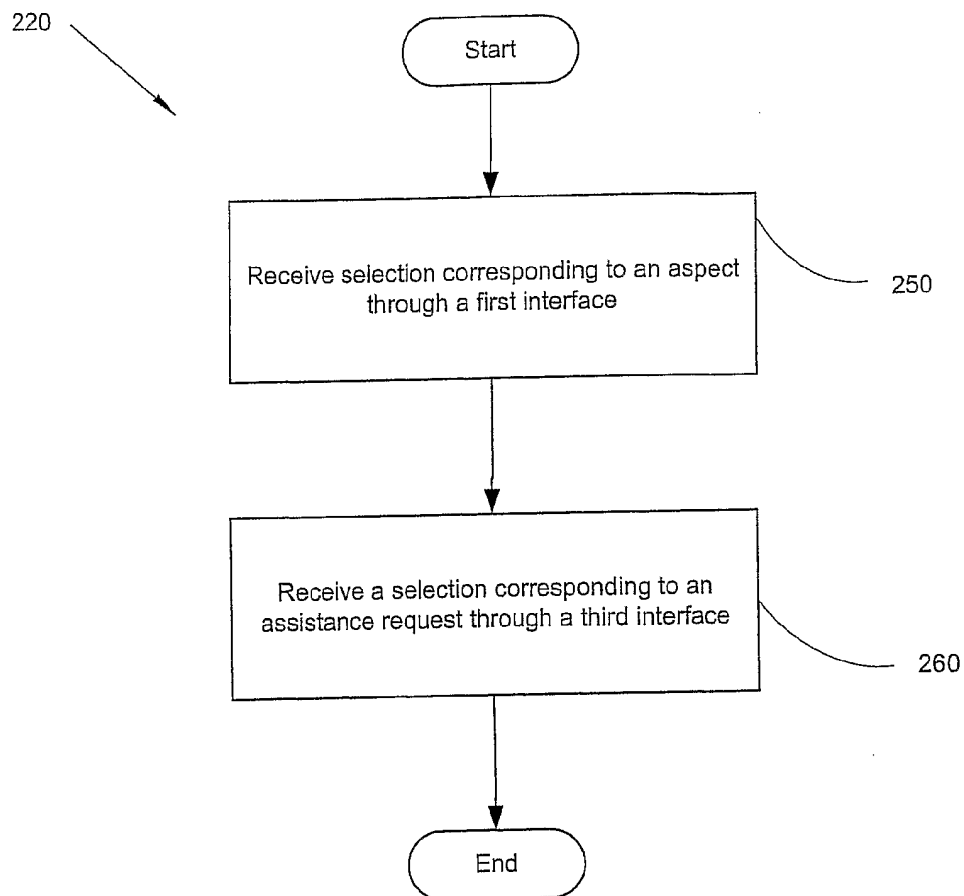 220
Start
Receive selection corresponding to an aspect
through a first interface
250
Receive a selection corresponding to an
assistance request through a third interface
260
End